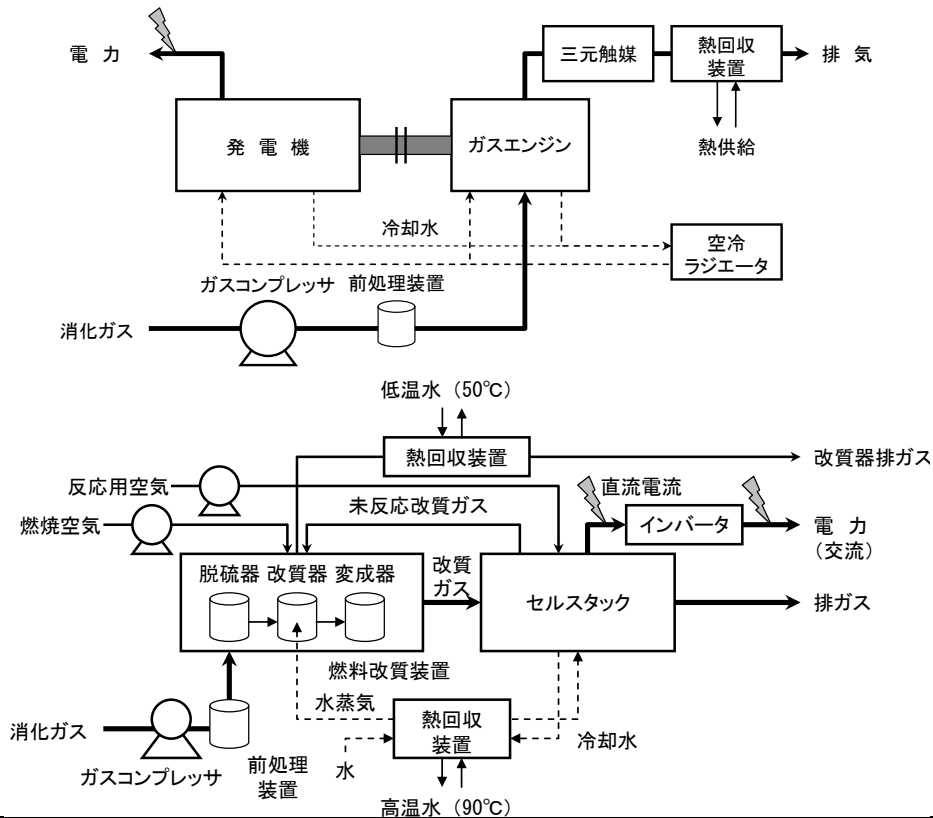 電 力
三元触媒
熱回収
装置
排 気
発 電 機
ガスエンジン
熱供給
冷却水
空冷
ラジエータ
ガスコンプレッサ
前処理装置
消化ガス
低温水（50℃）
熱回収装置
改質器排ガス
反応用空気
直流電流
未反応改質ガス
燃焼空気
インバータ
電 力
（交流）
脱硫器
改質器
変成器
改質
ガス
セルスタック
排ガス
燃料改質装置
水蒸気
消化ガス
熱回収
装置
冷却水
ガスコンプレッサ
前処理
装置
水
高温水（90℃）